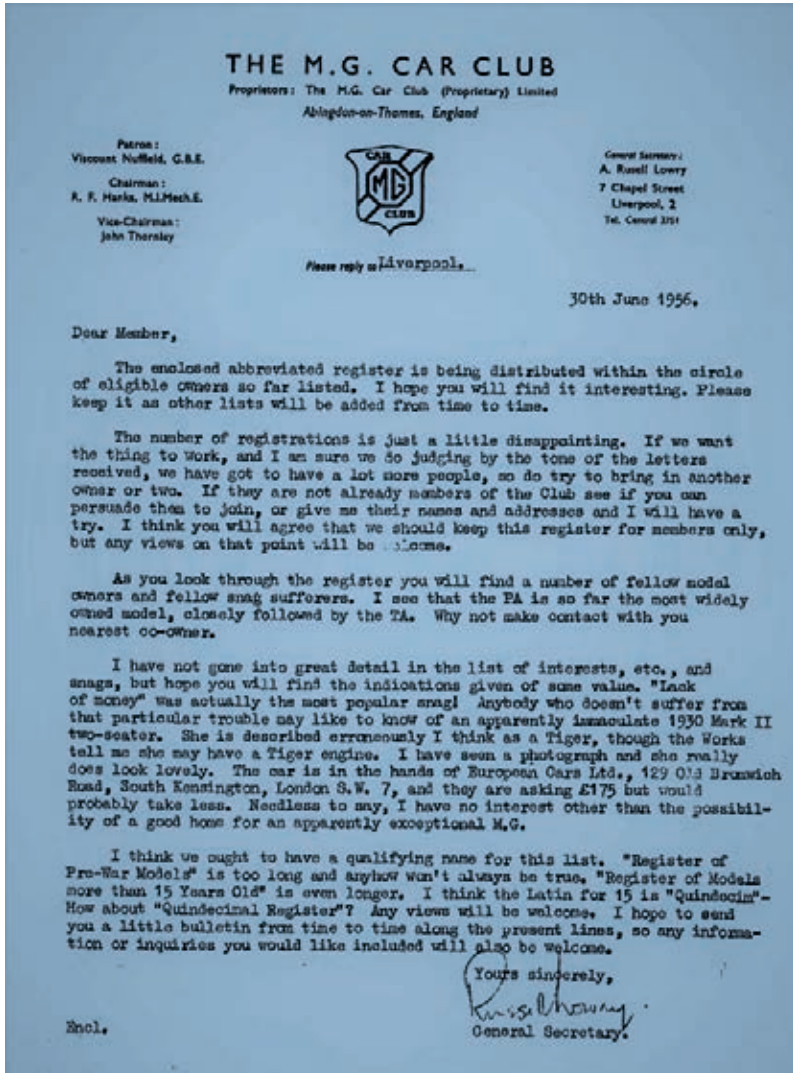 THE M.G. CAR CLUB
Proprietors: The M.G. Car Club (Proprietary) Limited
Abingdon-on-Thames, England
Patron:
Viscount Nuffield, G.B.E.
Chairman:
R. F. Hanks, M.I.Mech.E.
Vice-Chairman:
John Thornley
CAR
MG
CLUB
General Secretary:
A. Russell Lowry
7 Chapel Street
Liverpool, 2
Tel. Central 3751
Please reply to Liverpool.
30th June 1956.
Dear Member,
The enclosed abbreviated register is being distributed within the circle
of eligible owners so far listed. I hope you will find it interesting. Please
keep it as other lists will be added from time to time.
The number of registrations is just a little disappointing. If we want
the thing to work, and I am sure we do judging by the tone of the letters
received, we have got to have a lot more people, so do try to bring in another
owner or two. If they are not already members of the Club see if you can
persuade them to join, or give me their names and addresses and I will have a
try. I think you will agree that we should keep this register for members only,
but any views on that point will be
As you look through the register you will find a number of fellow model
owners and fellow snag sufferers. I see that the PA is so far the most widely
owned model, closely followed by the TA. Why not make contact with you
nearest co-owner.
I have not gone into great detail in the list of interests, etc., and
snags, but hope you will find the indications given of some value. "Lack
of money" was actually the most popular snag! Anybody who doesn't suffer from
that particular trouble may like to know of an apparently immaculate 1930 Mark II
two-seater. She is described erroneously I think as a Tiger, though the Works
tell me she may have a Tiger engine. I have seen a photograph and she really
does look lovely. The car is in the hands of European Cars Ltd., 129 Old
Road, South Kensington, London S.W. 7, and they are asking £175 but would
probably take less. Needless to say, I have no interest other than the possibil-
ity of a good home for an apparently exceptional M.G.
I think we ought to have a qualifying name for this list. "Register of
Pre-War Models" is too long and anyhow won't always be true. "Register of Models
more than 15 Years Old" is even longer. I think the Latin for 15 is "Quindecim"-
How about "Quindecimal Register"? Any views will be welcome. I hope to send
you a little bulletin from time to time along the present lines, so any informa-
tion or inquiries you would like included will also be welcome.
Yours sincerely,
Russell Lowry.
General Secretary.
Encl.